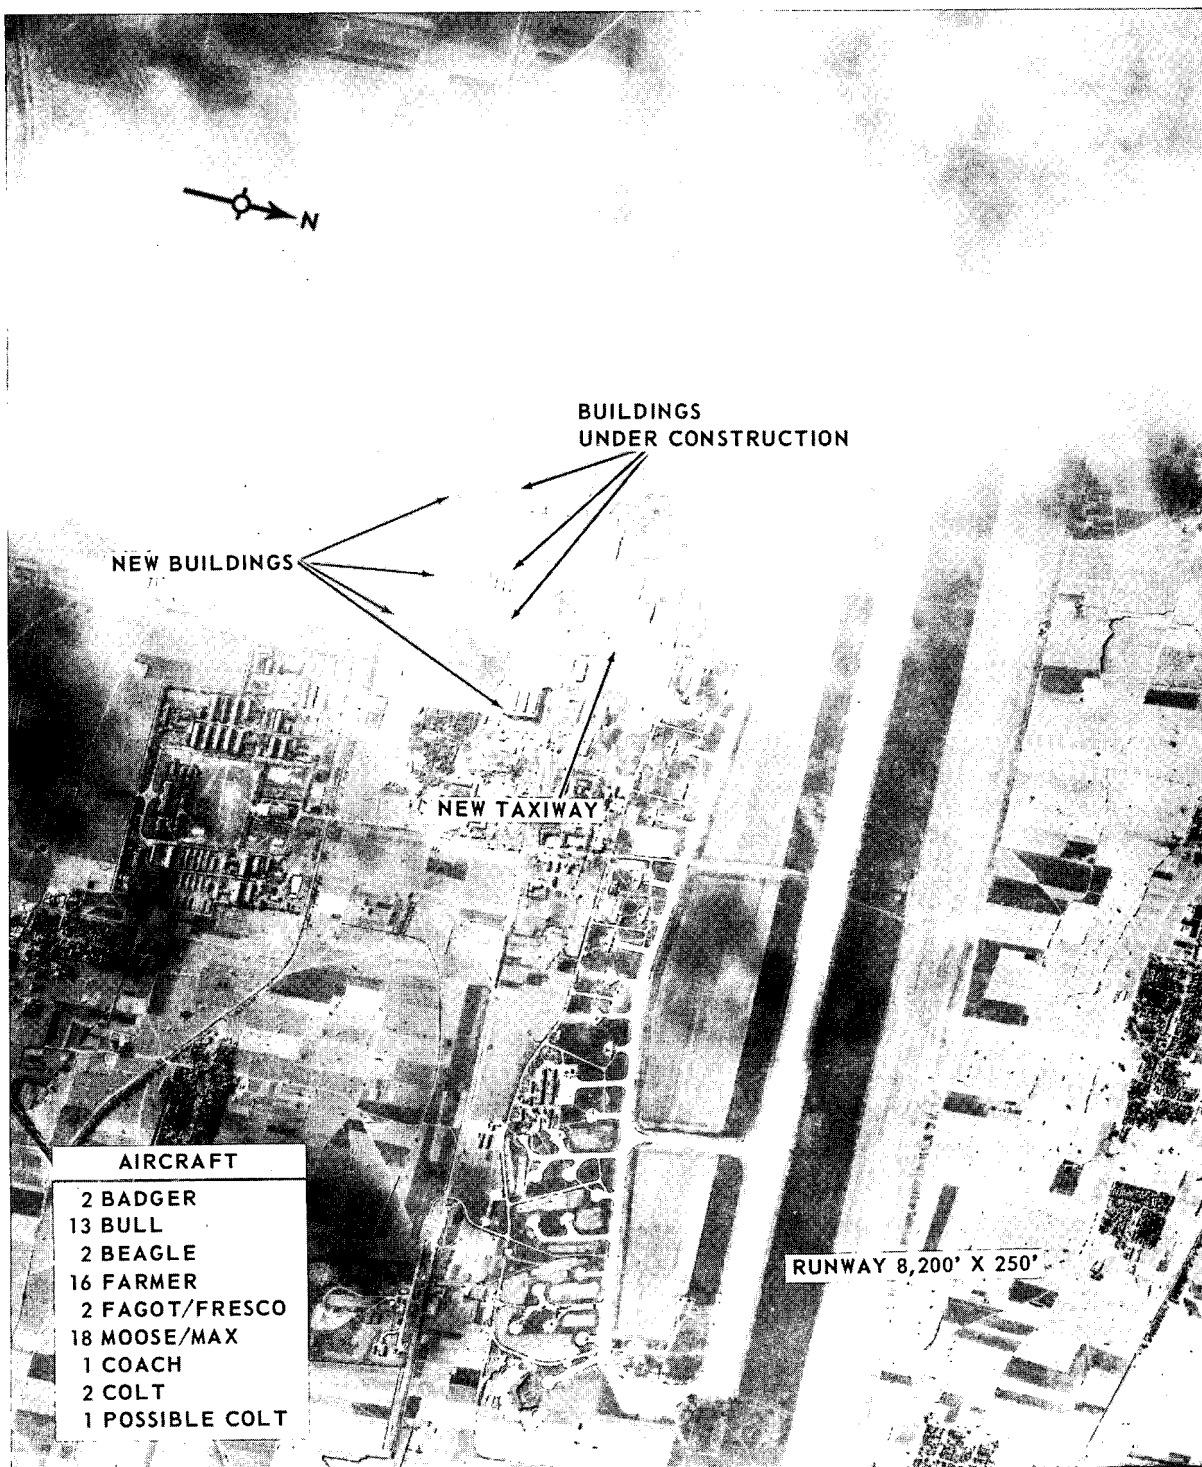 N
BUILDINGS
UNDER CONSTRUCTION
NEW BUILDINGS
NEW TAXIWAY
AIRCRAFT
2 BADGER
13 BULL
2 BEAGLE
16 FARMER
2 FAGOT/FRESCO
18 MOOSE/MAX
1 COACH
2 COLT
1 POSSIBLE COLT
RUNWAY 8,200' X 250'